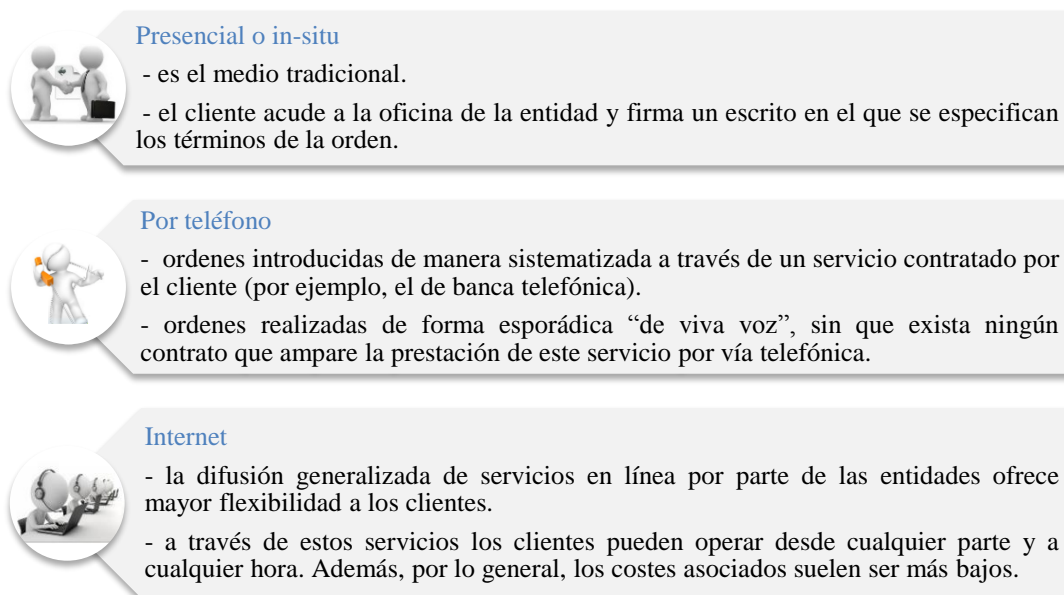 Presencial o in-situ
- es el medio tradicional.
- el cliente acude a la oficina de la entidad y firma un escrito en el que se especifican
los términos de la orden.
Por teléfono
- ordenes introducidas de manera sistematizada a través de un servicio contratado por
el cliente (por ejemplo, el de banca telefónica).
- ordenes realizadas de forma esporádica “de viva voz”, sin que exista ningún
contrato que ampare la prestación de este servicio por vía telefónica.
Internet
- la difusión generalizada de servicios en línea por parte de las entidades ofrece
mayor flexibilidad a los clientes.
- a través de estos servicios los clientes pueden operar desde cualquier parte y a
cualquier hora. Además, por lo general, los costes asociados suelen ser más bajos.